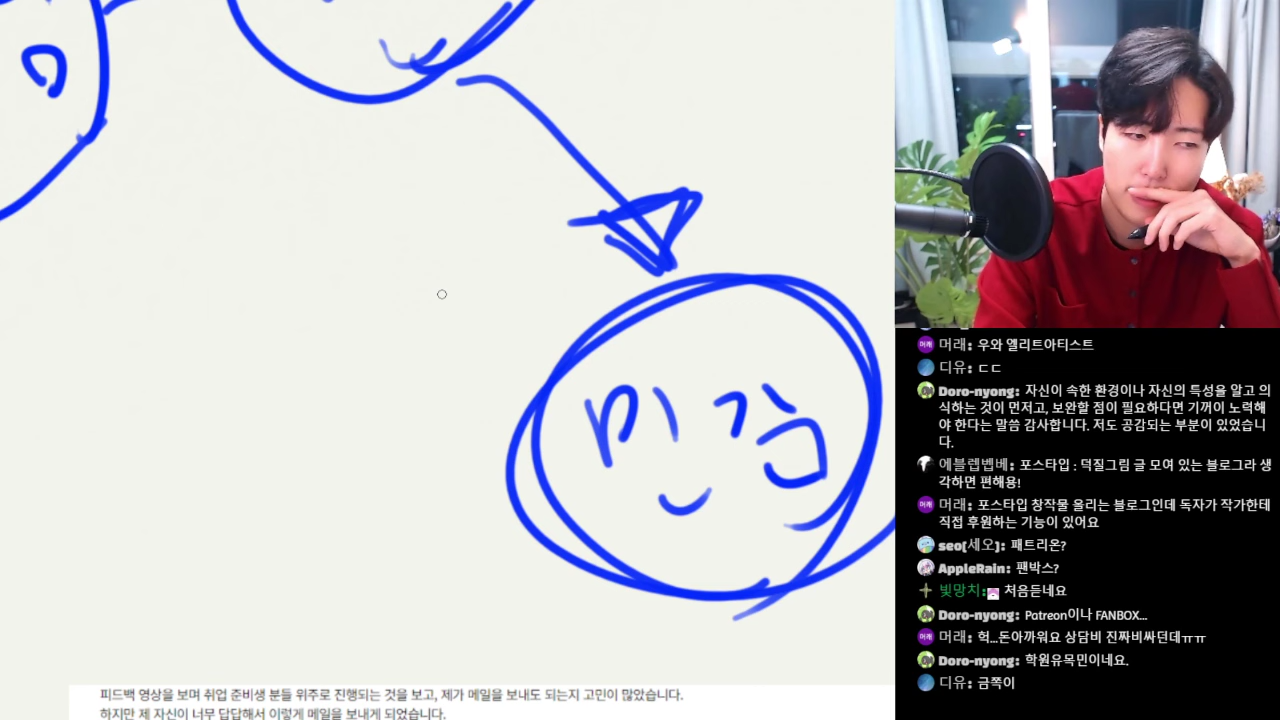 미감
머래: 우와 엘리트아티스트
디유: ㄷㄷ
Doro-nyong: 자신이 속한 환경이나 자신의 특성을 알고 의
식하는 것이 먼저고, 보완할 점이 필요하다면 기꺼이 노력해
야 한다는 말씀 감사합니다. 저도 공감되는 부분이 있었습니
다.
에블렙벱베: 포스타입 : 덕질그림 글 모여 있는 블로그라 생
각하면 편해용!
머래: 포스타입 창작물 올리는 블로그인데 독자가 작가한테
직접 후원하는 기능이 있어요
seo(세오): 패트리온?
AppleRain: 팬박스?
빛망치: 처음듣네요
Doro-nyong: Patreon이나 FANBOX...
머래: 헉...돈아까워요 상담비 진짜비싸던데ㅠㅠ
Doro-nyong: 학원유목민이네요.
디유: 금쪽이
피드백 영상을 보며 취업 준비생 분들 위주로 진행되는 것을 보고, 제가 메일을 보내도 되는지 고민이 많았습니다.
하지만 제 자신이 너무 답답해서 이렇게 메일을 보내게 되었습니다.